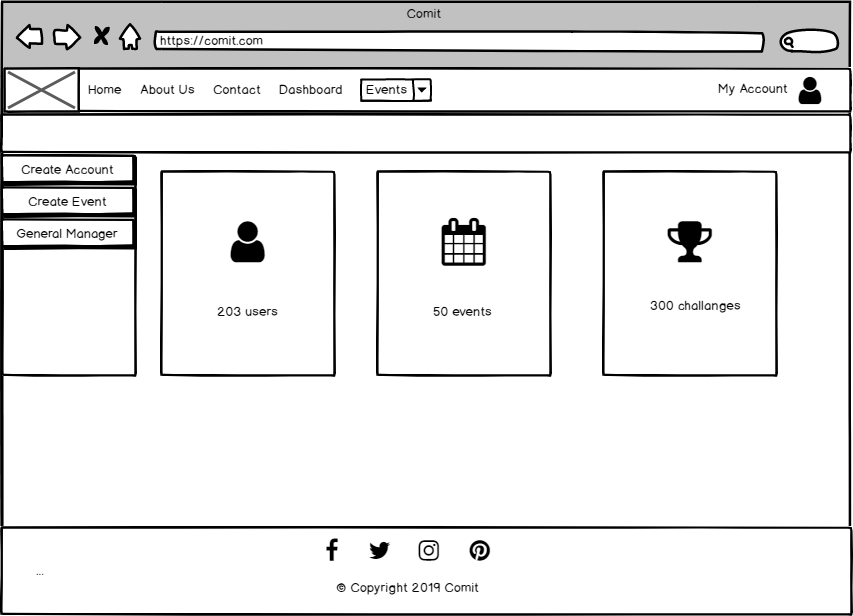 Comit
https://comit.com
Home About Us Contact Dashboard Events My Account
Create Account
Create Event
General Manager
203 users
50 events
300 challanges
...
© Copyright 2019 Comit